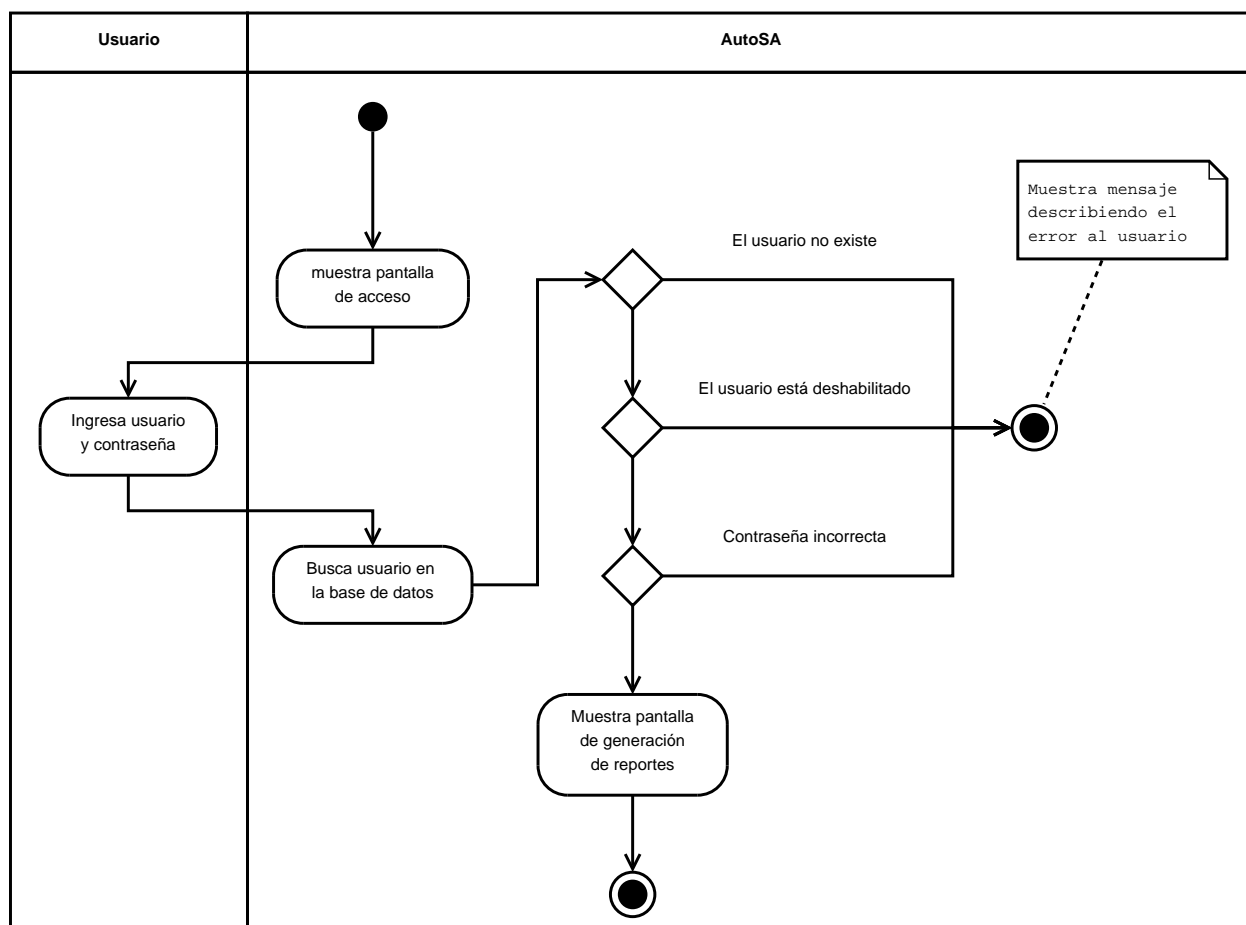 Usuario
AutoSA
Muestra mensaje
describiendo el
error al usuario
El usuario no existe
muestra pantalla
de acceso
El usuario está deshabilitado
Ingresa usuario
y contraseña
Contraseña incorrecta
Busca usuario en
la base de datos
Muestra pantalla
de generación
de reportes